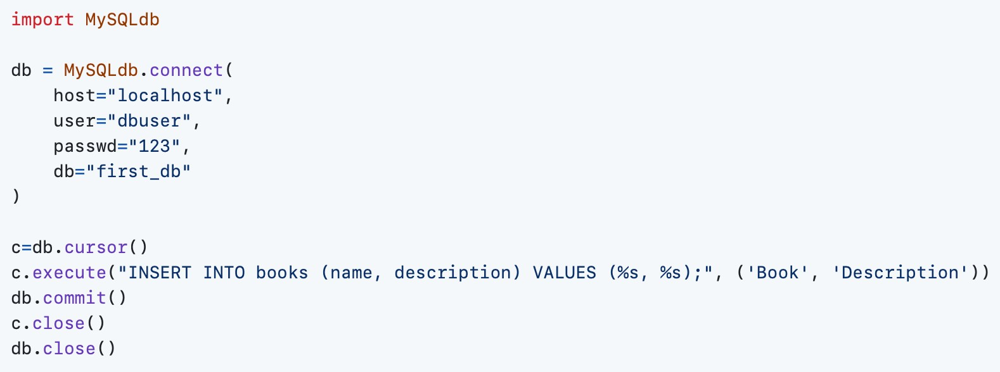 import MySQLdb
db = MySQLdb.connect(
    host="localhost",
    user="dbuser",
    passwd="123",
    db="first_db"
)
c=db.cursor()
c.execute("INSERT INTO books (name, description) VALUES (%s, %s);", ('Book', 'Description'))
db.commit()
c.close()
db.close()